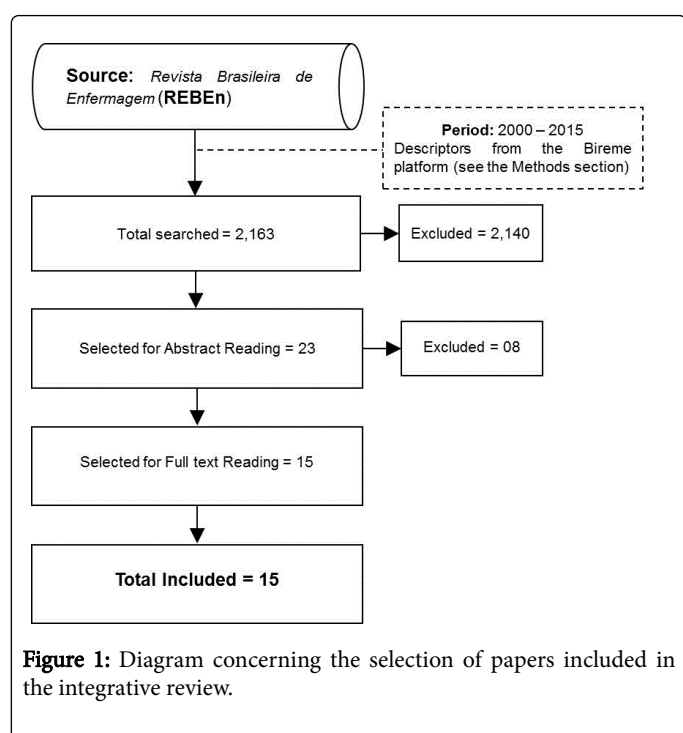 Source: Revista Brasileira de
Enfermagem (REBEn)
Period: 2000 – 2015
Descriptors from the Bireme
platform (see the Methods section)
Total searched = 2,163
Excluded = 2,140
Selected for Abstract Reading = 23
Excluded = 08
Selected for Full text Reading = 15
Total Included = 15
Figure 1: Diagram concerning the selection of papers included in
the integrative review.